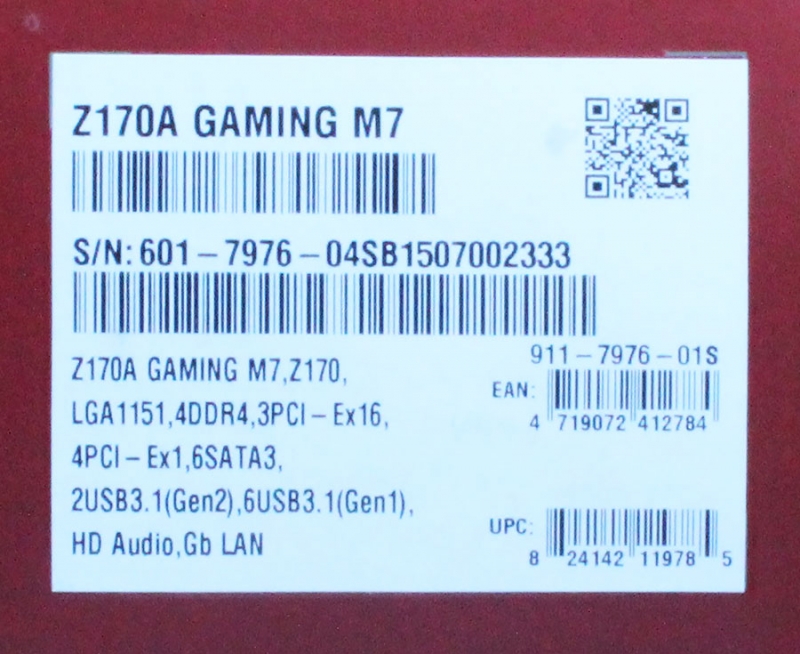 Z170A GAMING M7
S/N: 601-7976-04SB1507002333
Z170A GAMING M7,Z170,
LGA1151,4DDR4,3PCI-Ex16,
4PCI-Ex1,6SATA3,
2USB3.1(Gen2),6USB3.1(Gen1),
HD Audio,Gb LAN
911-7976-01S
EAN:
4 719072 412784
UPC:
8 24142 11978 5